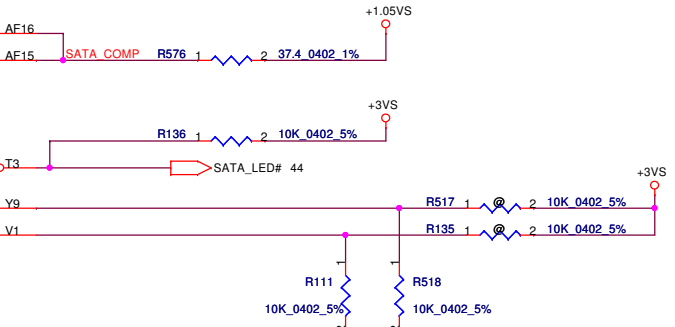 +1.05VS
AF16
AF15 SATA_COMP R576 1 2 37.4_0402_1%
+3VS
R136 1 2 10K_0402_5%
T3 SATA_LED# 44
+3VS
Y9 R517 1 @ 2 10K_0402_5%
V1 R135 1 @ 2 10K_0402_5%
1 1
R111 R518
10K_0402_5% 10K_0402_5%